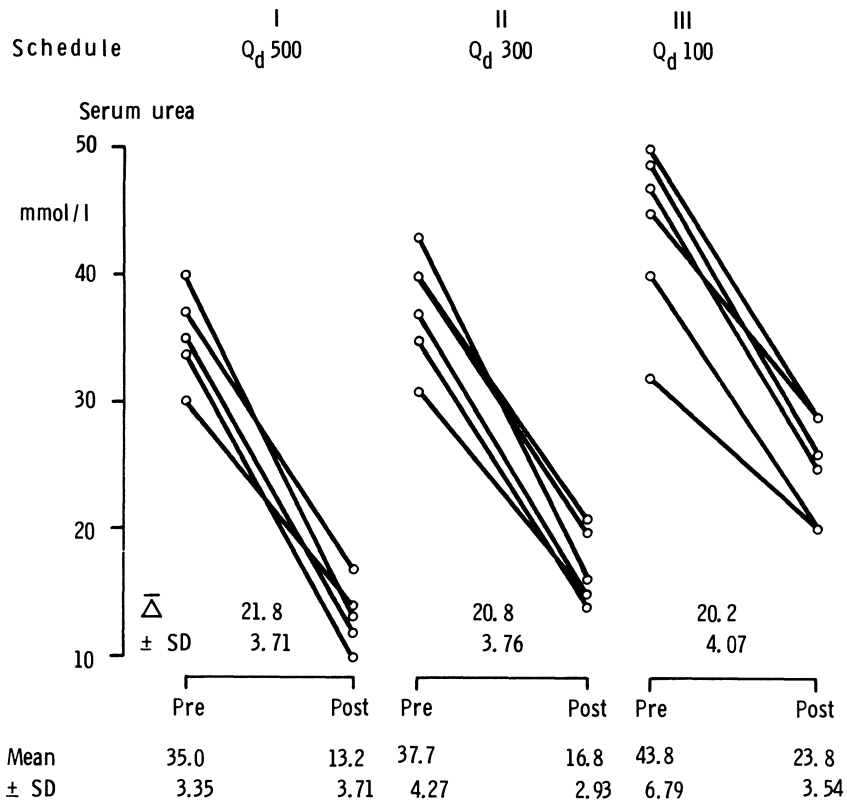 I II III
Schedule Qd 500 Qd 300 Qd 100
Serum urea
50
mmol/l
40
30
20
Δ̅ 21.8 20.8 20.2
± SD 3.71 3.76 4.07
10
Pre Post Pre Post Pre Post
Mean 35.0 13.2 37.7 16.8 43.8 23.8
± SD 3.35 3.71 4.27 2.93 6.79 3.54